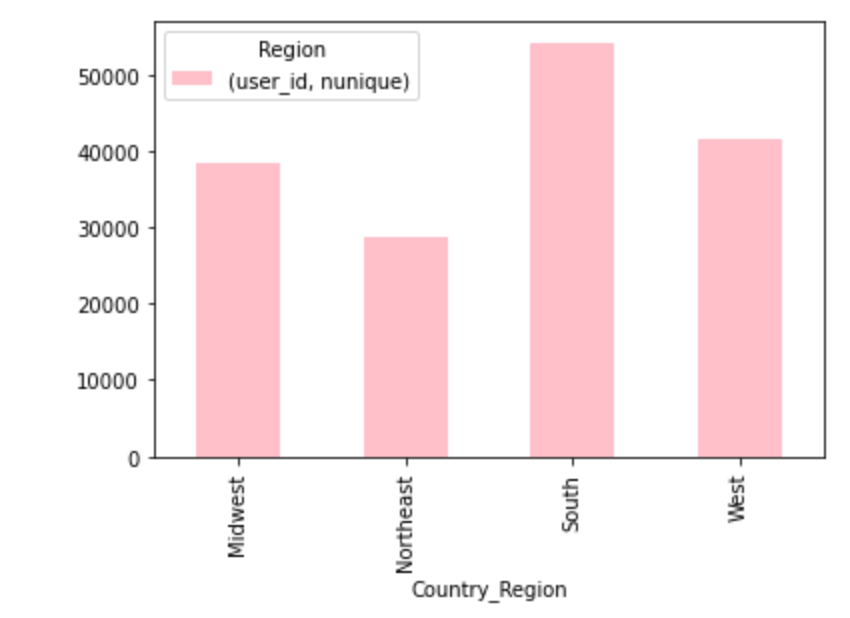 Region
(user_id, nunique)
50000
40000
30000
20000
10000
0
Midwest
Northeast
South
West
Country_Region